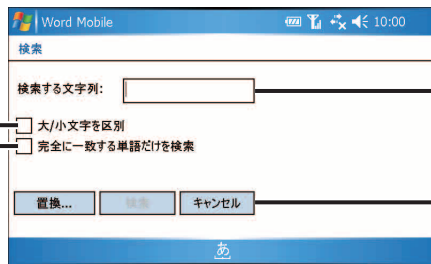 Word Mobile 10:00
検索
検索する文字列:
大/小文字を区別
完全に一致する単語だけを検索
置換... 検索 キャンセル
あ